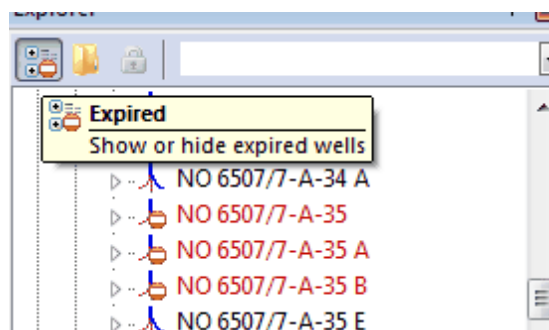 Explorer
Expired
Show or hide expired wells
NO 6507/7-A-34 A
NO 6507/7-A-35
NO 6507/7-A-35 A
NO 6507/7-A-35 B
NO 6507/7-A-35 E